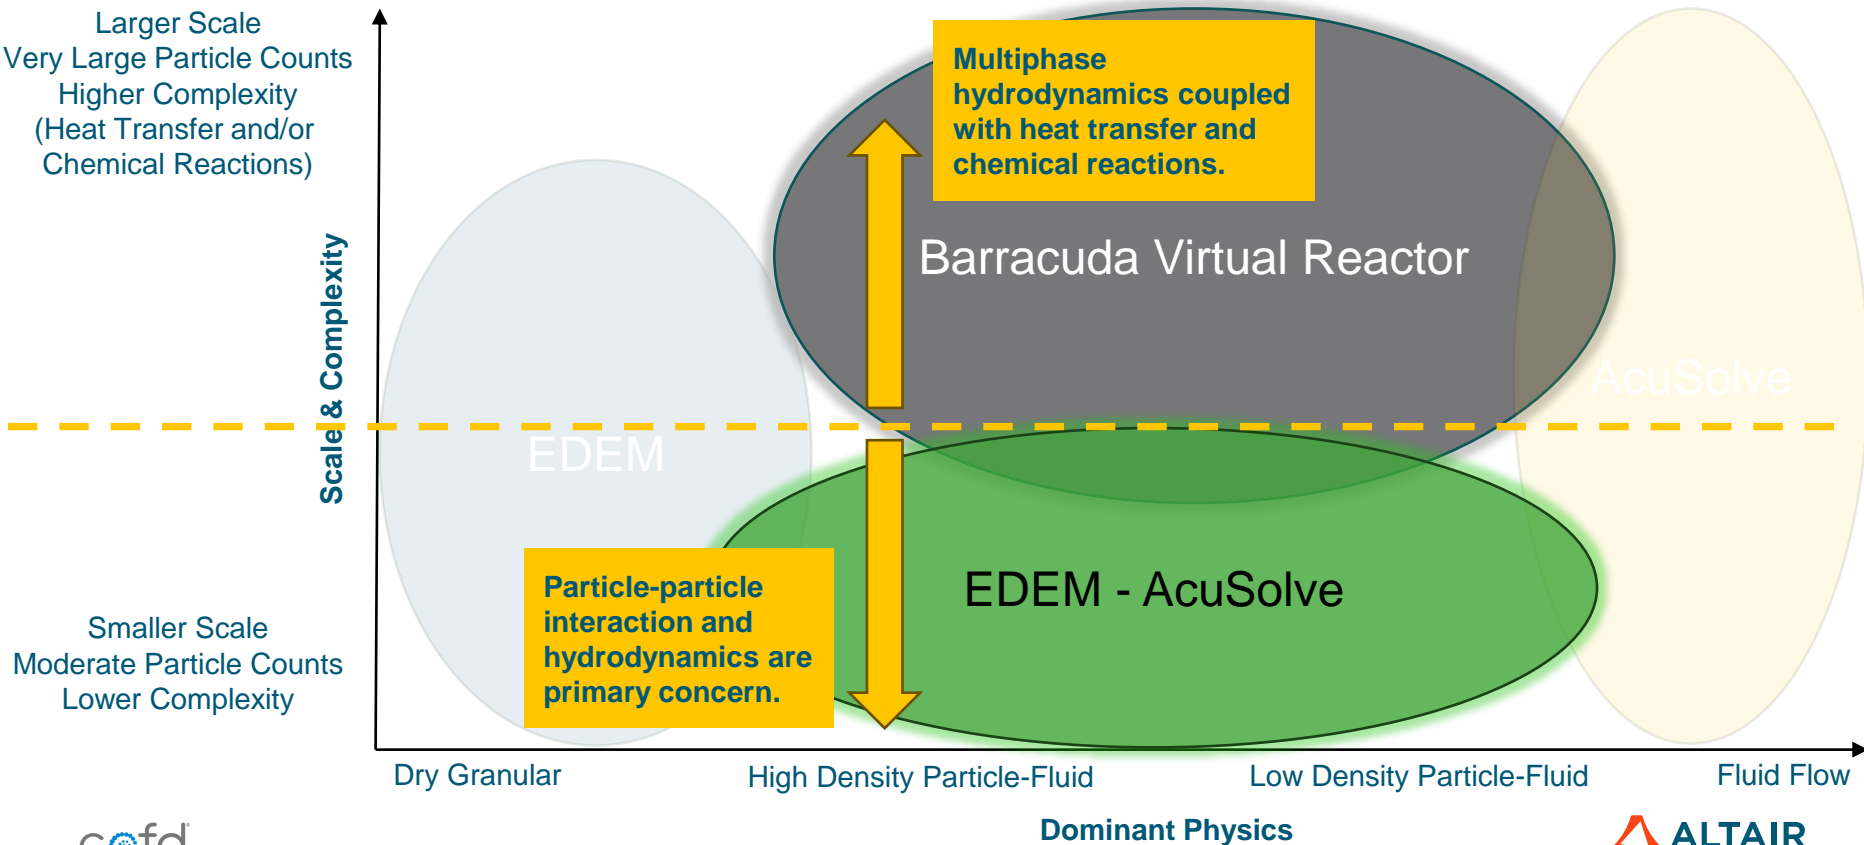 Larger Scale
Very Large Particle Counts
Higher Complexity
(Heat Transfer and/or
Chemical Reactions)
Multiphase
hydrodynamics coupled
with heat transfer and
chemical reactions.
Barracuda Virtual Reactor
Scale & Complexity
AcuSolve
EDEM
Particle-particle
interaction and
hydrodynamics are
primary concern.
EDEM - AcuSolve
Smaller Scale
Moderate Particle Counts
Lower Complexity
Dry Granular
High Density Particle-Fluid
Low Density Particle-Fluid
Fluid Flow
Dominant Physics
ALTAIR